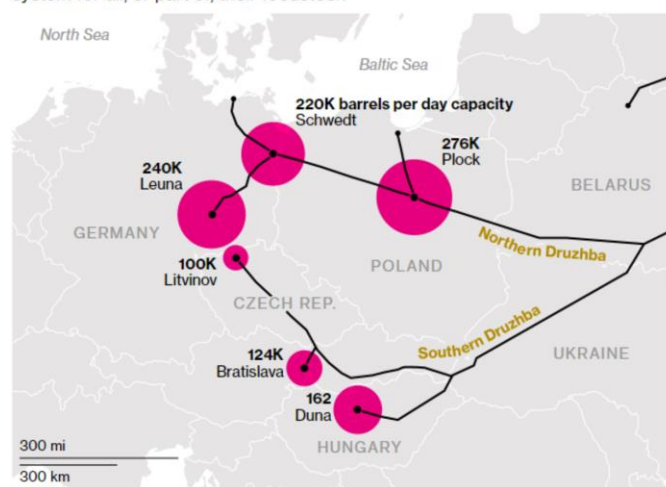 North Sea
Baltic Sea
220K barrels per day capacity
Schwedt
276K
Plock
240K
Leuna
BELARUS
GERMANY
Northern Druzhba
100K
Litvinov
POLAND
CZECH REP.
Southern Druzhba
124K
Bratislava
UKRAINE
162
Duna
HUNGARY
300 mi
300 km